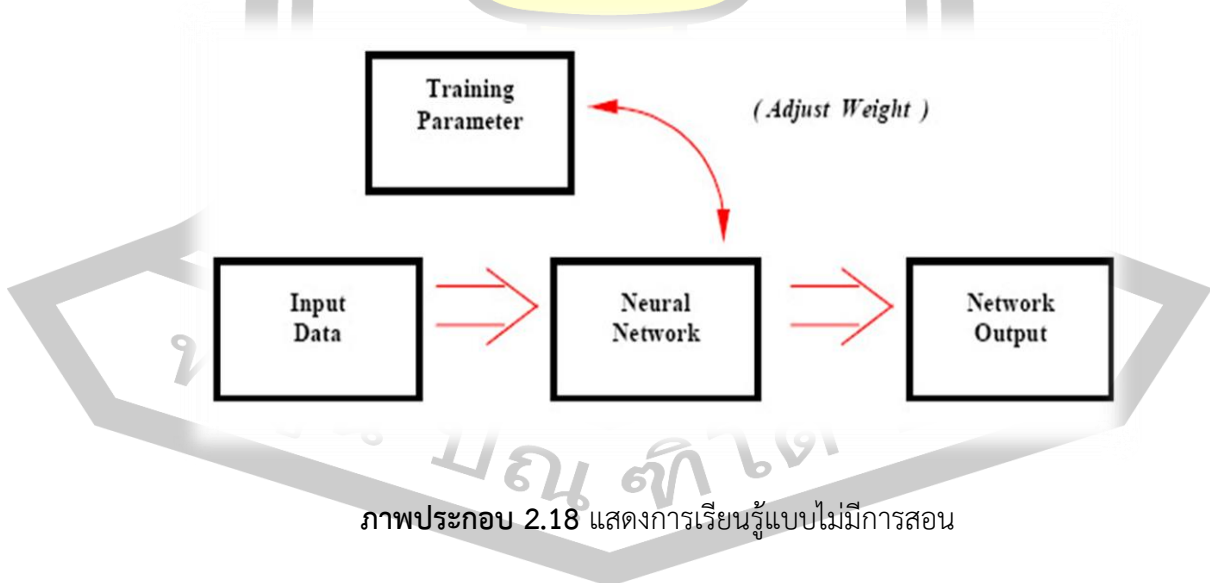 Training
Parameter
( Adjust Weight )
Input
Data
Neural
Network
Network
Output
ภาพประกอบ 2.18 แสดงการเรียนรู้แบบไม่มีการสอน